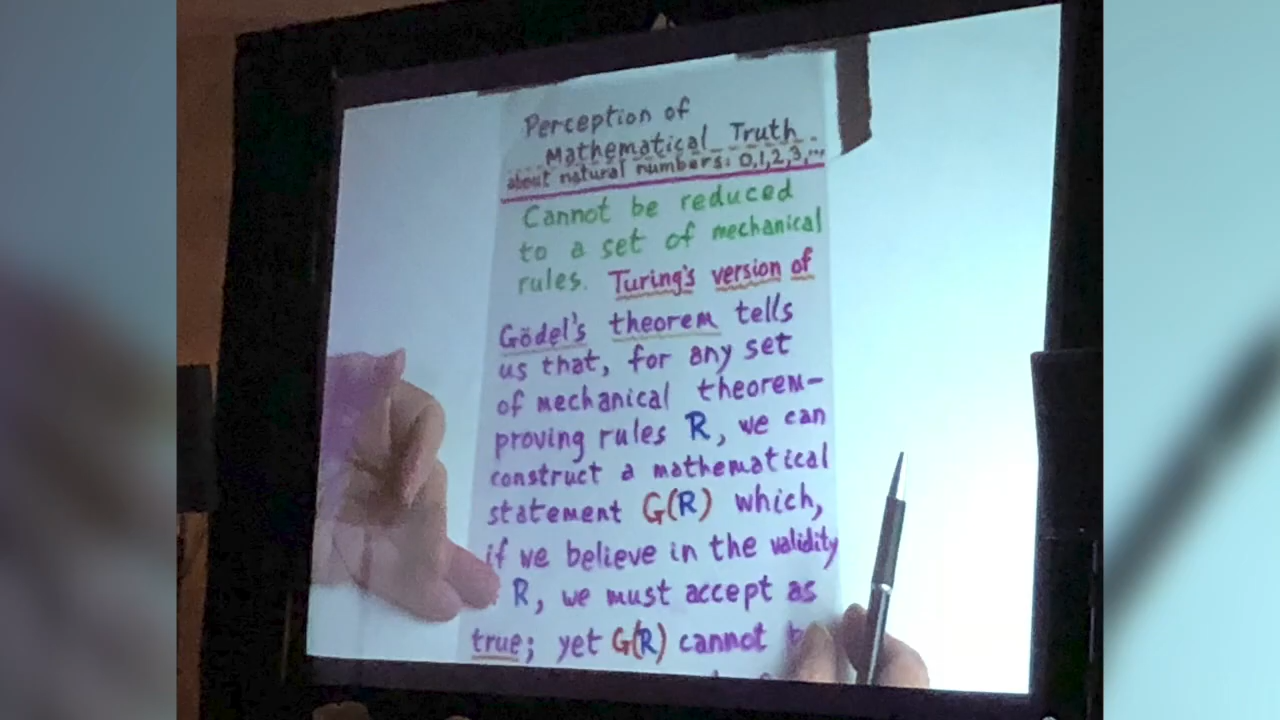 Perception of
Mathematical Truth
about natural numbers: 0,1,2,3,...
Cannot be reduced
to a set of mechanical
rules. Turing's version of
Gödel's theorem tells
us that, for any set
of mechanical theorem-
proving rules R, we can
construct a mathematical
statement G(R) which,
if we believe in the validity
R, we must accept as
true; yet G(R) cannot